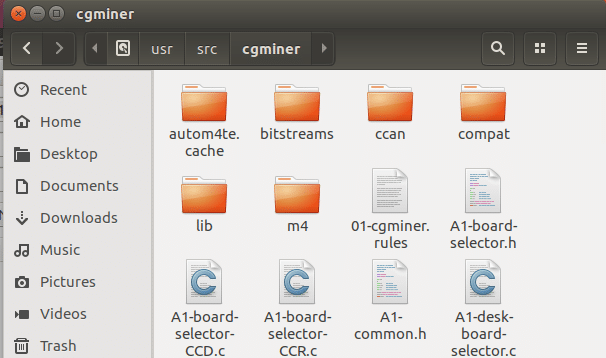 cgminer
usr
src
cgminer
Recent
Home
Desktop
Documents
Downloads
Music
Pictures
Videos
Trash
autom4te.
cache
bitstreams
ccan
compat
lib
m4
01-cgminer.
rules
A1-board-
selector.h
A1-board-
selector-
CCD.c
A1-board-
selector-
CCR.c
A1-
common.h
A1-desk-
board-
selector.c